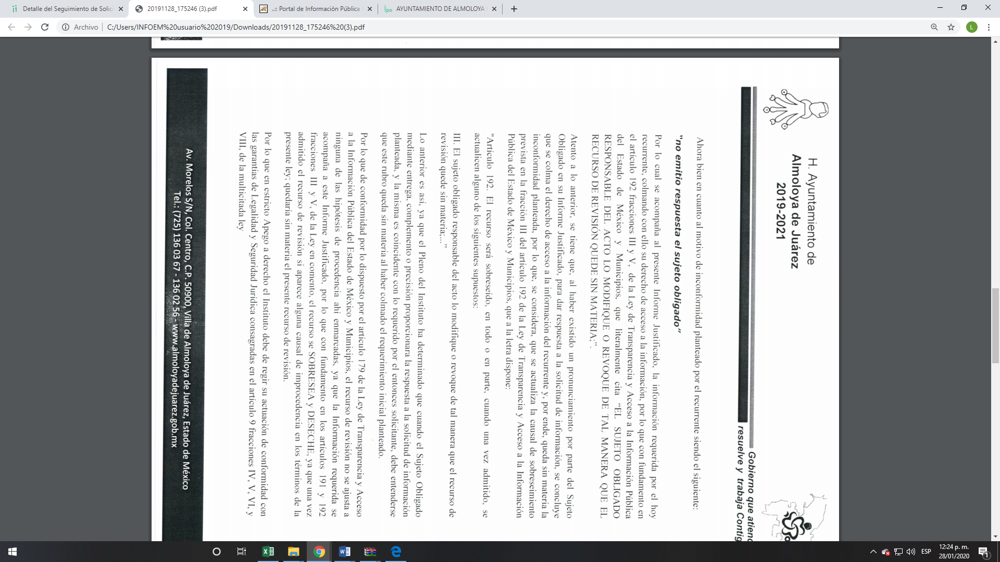 Detalle del Seguimiento de Solici
20191128_175246 (3).pdf
..:: Portal de Información Pública
AYUNTAMIENTO DE ALMOLOYA
Archivo
C:/Users/INFOEM%20usuario%202019/Downloads/20191128_175246%20(3).pdf
L
H. Ayuntamiento de
Almoloya de Juárez
2019-2021
Gobierno que atiend
resuelve y trabaja Contig
Ahora bien en cuanto al motivo de inconformidad planteado por el recurrente siendo el siguiente:
"no emitio respuesta el sujeto obligado"
Por lo cual se acompaña al presente Informe Justificado, la información requerida por el hoy
recurrente, colmando con ello su derecho de acceso a la información, por lo que con fundamento en
el artículo 192 fracciones III y V, de la Ley de Transparencia y Acceso a la Información Pública
del Estado de México y Municipios, que literalmente cita "EL SUJETO OBLIGADO
RESPONSABLE DEL ACTO LO MODIFIQUE O REVOQUE DE TAL MANERA QUE EL
RECURSO DE REVISIÓN QUEDE SIN MATERIA;".
Atento a lo anterior, se tiene que, al haber existido un pronunciamiento por parte del Sujeto
Obligado en su Informe Justificado, para dar respuesta a la solicitud de información, se concluye
que se colma el derecho de acceso a la información del recurrente y, por ende, queda sin materia la
inconformidad planteada, por lo que, se considera, que se actualiza la causal de sobreseimiento
prevista en la fracción III del artículo 192 de la Ley de Transparencia y Acceso a la Información
Pública del Estado de México y Municipios, que a la letra dispone:
"Artículo 192. El recurso será sobreseído, en todo o en parte, cuando una vez admitido, se
actualicen alguno de los siguientes supuestos:
III. El sujeto obligado responsable del acto lo modifique o revoque de tal manera que el recurso de
revisión quede sin materia;..."
Lo anterior es así, ya que el Pleno del Instituto ha determinado que cuando el Sujeto Obligado
mediante entrega, complemento o precisión proporcionara la respuesta a la solicitud de información
planteada, y la misma es coincidente con lo requerido por el entonces solicitante, debe entenderse
que este rubro queda sin materia al haber colmado el requerimiento inicial planteado.
Por lo que de conformidad por lo dispuesto por el artículo 179 de la Ley de Transparencia y Acceso
a la Información Pública del Estado de México y Municipios, el recurso de revisión no se ajusta a
ninguna de las hipótesis de procedencia ahí enmarcadas, ya que la Información requerida se
acompaña a este Informe Justificado, por lo que con fundamento en los artículos 191 y 192
fracciones III y V, de la Ley en comento, el recurso se SOBRESEA y DESECHE, ya que una vez
admitido el recurso de revisión si aparece alguna causal de improcedencia en los términos de la
presente ley; quedaría sin materia el presente recurso de revisión.
Por lo que en estricto Apego a derecho el Instituto debe de regir su actuación de conformidad con
las garantías de Legalidad y Seguridad Jurídica consagradas en el artículo 9 fracciones IV, V, VI, y
VIII, de la multicitada ley
Av. Morelos S/N, Col. Centro, C.P. 50900, Villa de Almoloya de Juárez, Estado de México
Tel.: (725) 136 03 67 - 136 02 56 - www.almoloyadejuarez.gob.mx
ESP
12:24 p. m.
28/01/2020
1